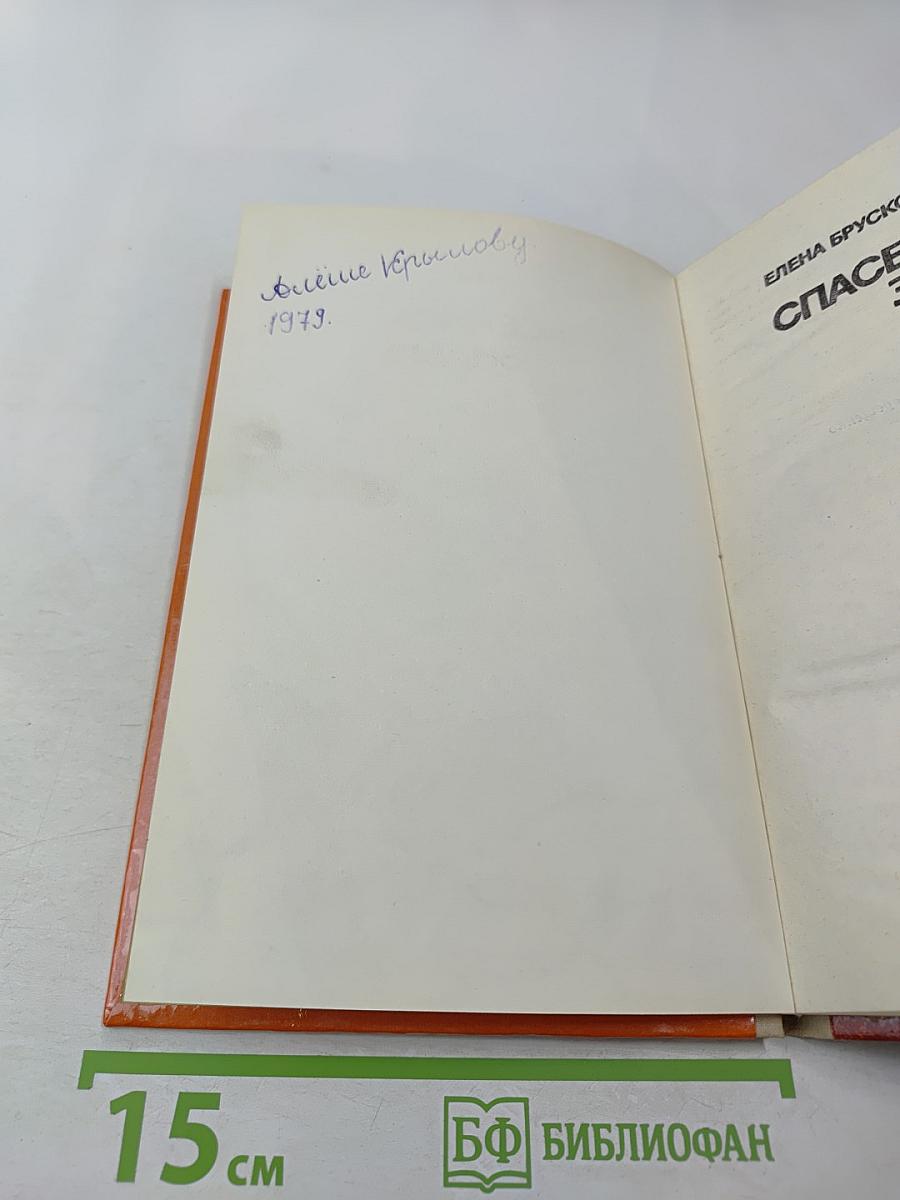 Алёше Крылову.
1979.
ЕЛЕНА БРУСКО
СПАСЕ
З
15 см
БФ БИБЛИОФАН